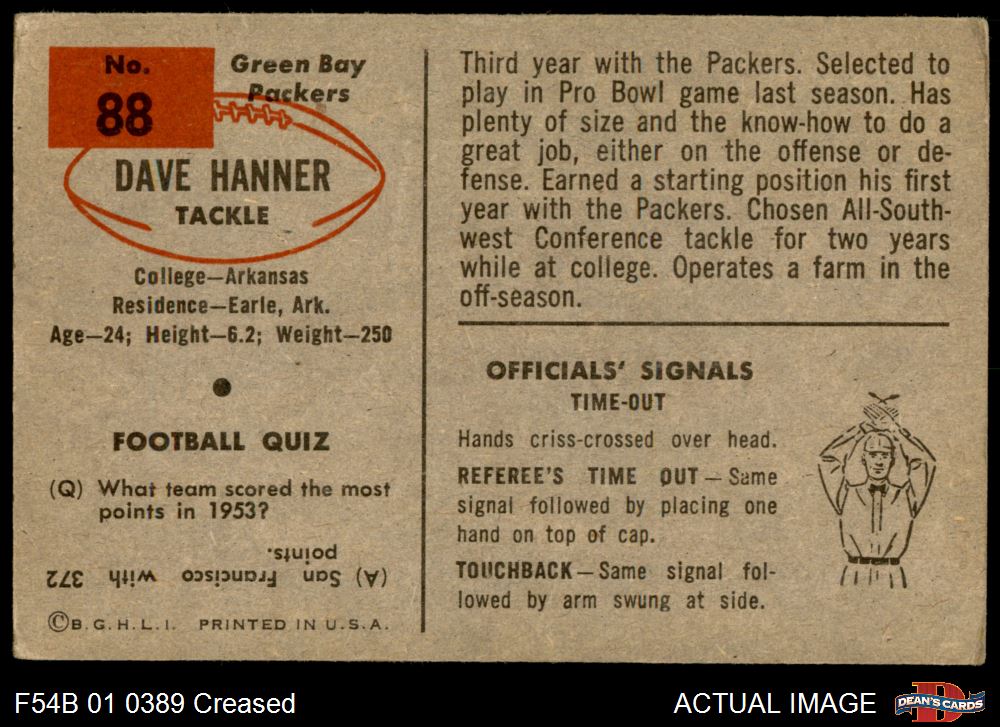 No.
88
Green Bay
Packers
DAVE HANNER
TACKLE
College—Arkansas
Residence—Earle, Ark.
Age—24; Height—6.2; Weight—250
FOOTBALL QUIZ
(Q) What team scored the most
points in 1953?
(A) San Francisco with 372
points.
©B.G.H.L.I. PRINTED IN U.S.A.
Third year with the Packers. Selected to
play in Pro Bowl game last season. Has
plenty of size and the know-how to do a
great job, either on the offense or de-
fense. Earned a starting position his first
year with the Packers. Chosen All-South-
west Conference tackle for two years
while at college. Operates a farm in the
off-season.
OFFICIALS' SIGNALS
TIME-OUT
Hands criss-crossed over head.
REFEREE'S TIME OUT—Same
signal followed by placing one
hand on top of cap.
TOUCHBACK—Same signal fol-
lowed by arm swung at side.
F54B 01 0389 Creased
ACTUAL IMAGE
DEAN'S CARDS